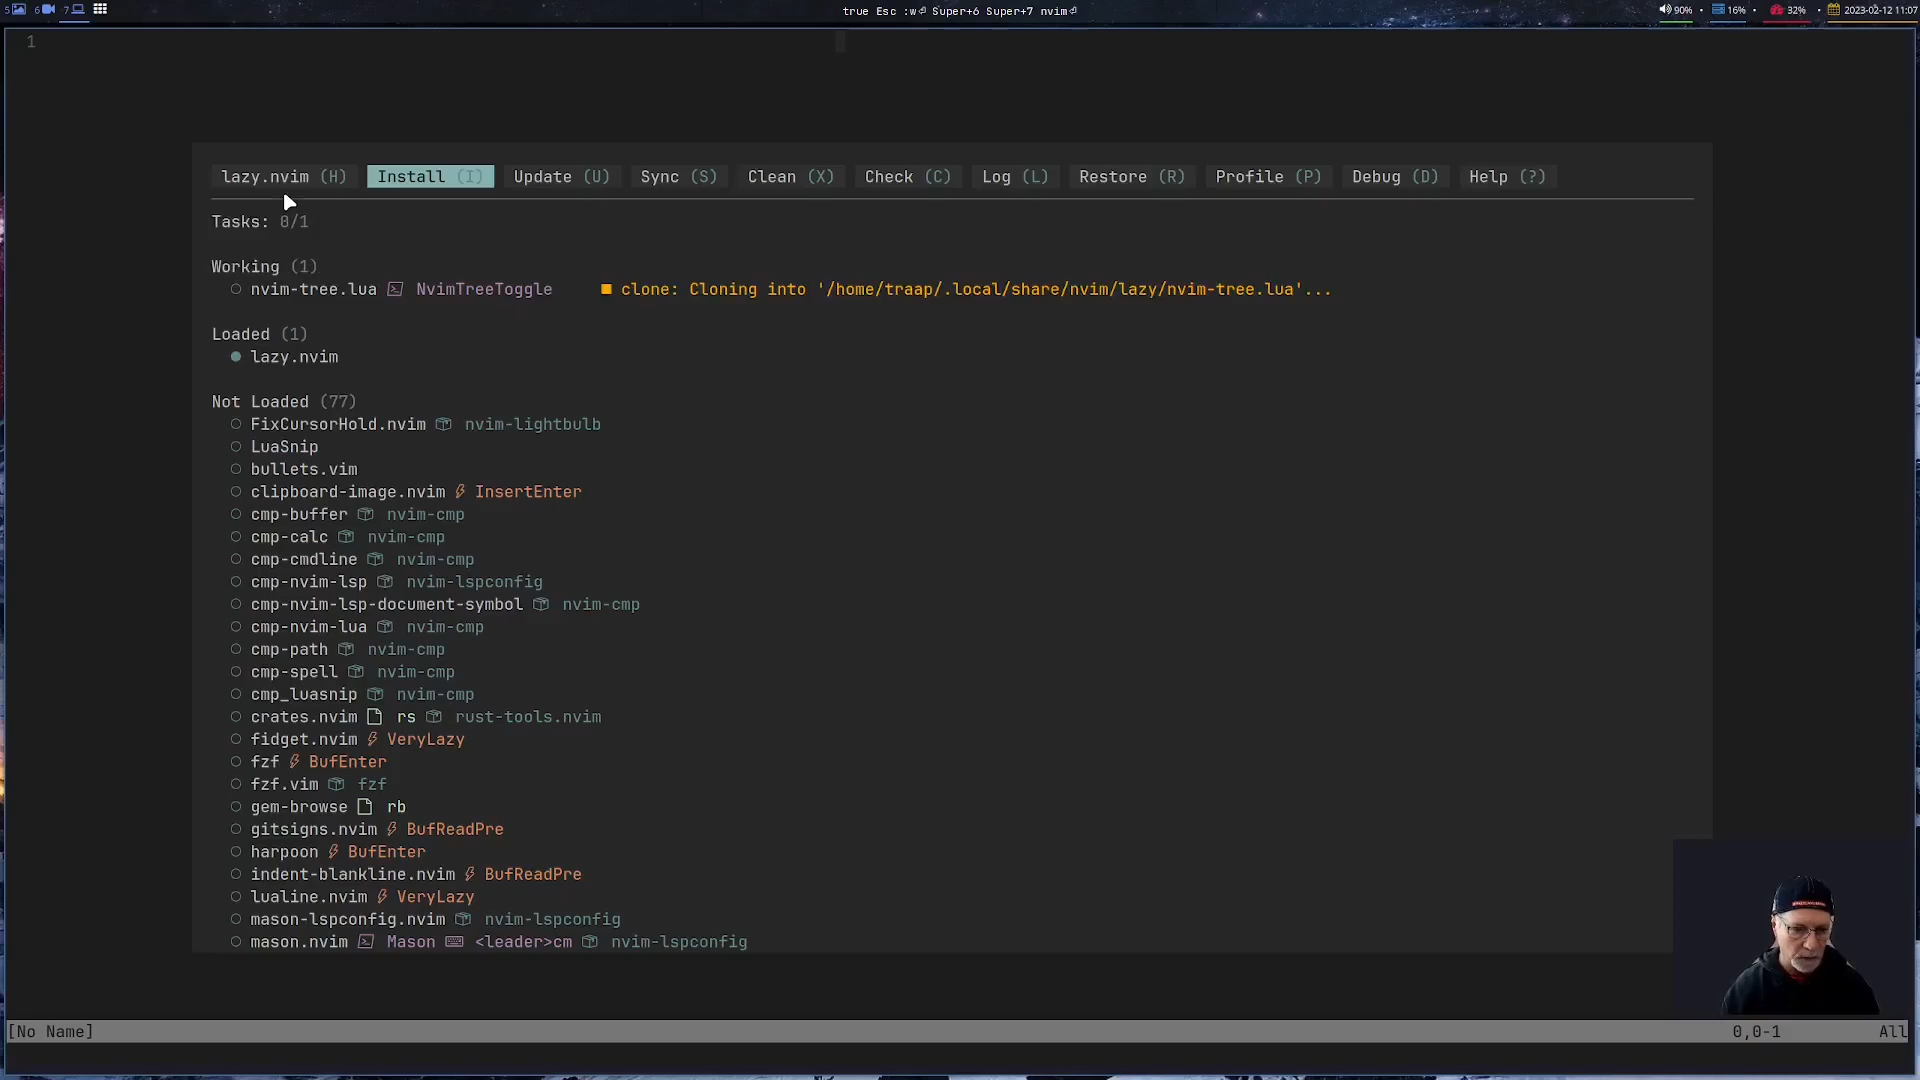 5 6 7 true Esc :w⏎ Super+6 Super+7 nvim⏎ 90% • 16% • 32% • 2023-02-12 11:07
1
lazy.nvim (H) Install (I) Update (U) Sync (S) Clean (X) Check (C) Log (L) Restore (R) Profile (P) Debug (D) Help (?)
Tasks: 0/1
Working (1)
○ nvim-tree.lua NvimTreeToggle ■ clone: Cloning into '/home/traap/.local/share/nvim/lazy/nvim-tree.lua'...
Loaded (1)
● lazy.nvim
Not Loaded (77)
○ FixCursorHold.nvim nvim-lightbulb
○ LuaSnip
○ bullets.vim
○ clipboard-image.nvim InsertEnter
○ cmp-buffer nvim-cmp
○ cmp-calc nvim-cmp
○ cmp-cmdline nvim-cmp
○ cmp-nvim-lsp nvim-lspconfig
○ cmp-nvim-lsp-document-symbol nvim-cmp
○ cmp-nvim-lua nvim-cmp
○ cmp-path nvim-cmp
○ cmp-spell nvim-cmp
○ cmp_luasnip nvim-cmp
○ crates.nvim rs rust-tools.nvim
○ fidget.nvim VeryLazy
○ fzf BufEnter
○ fzf.vim fzf
○ gem-browse rb
○ gitsigns.nvim BufReadPre
○ harpoon BufEnter
○ indent-blankline.nvim BufReadPre
○ lualine.nvim VeryLazy
○ mason-lspconfig.nvim nvim-lspconfig
○ mason.nvim Mason <leader>cm nvim-lspconfig
[No Name] 0,0-1 All